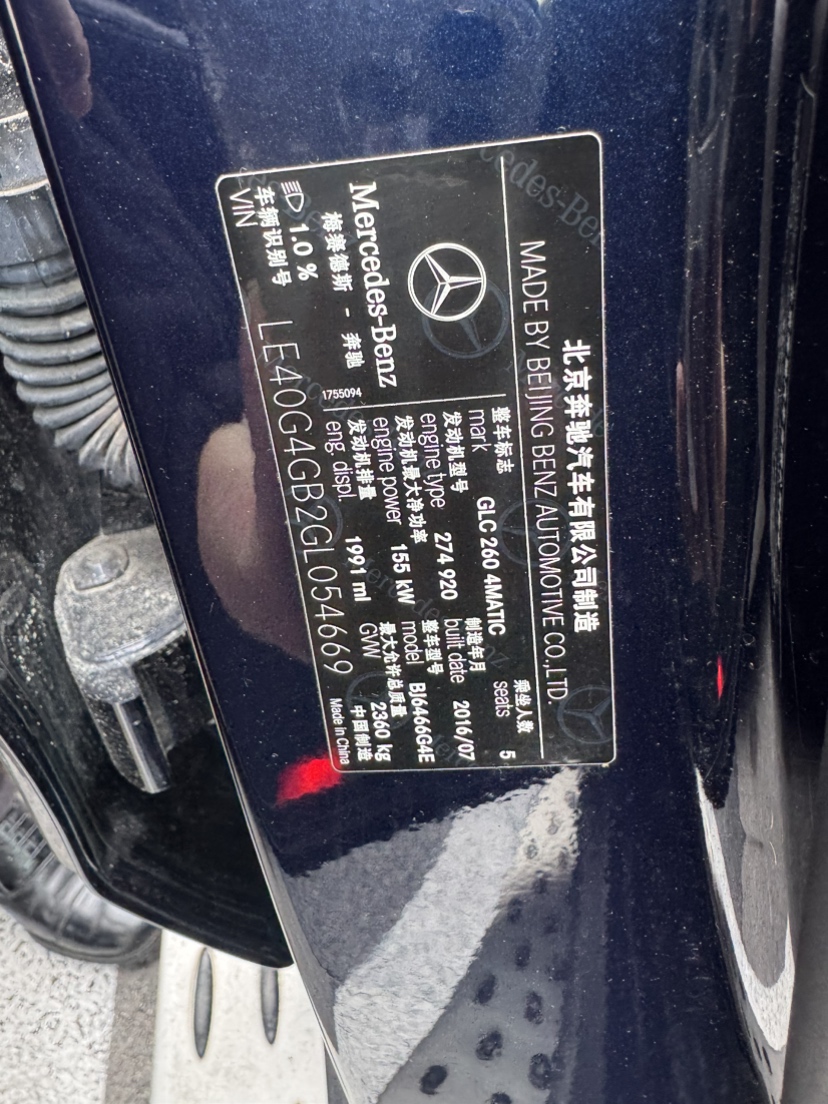 北京奔驰汽车有限公司制造
MADE BY BEIJING BENZ AUTOMOTIVE CO.,LTD.
Mercedes-Benz
梅赛德斯 - 奔驰
1.0 %
1755094
乘坐人数
seats 5
整车标志
mark GLC 260 4MATIC
制造年月
built date 2016/07
发动机型号
engine type 274 920
整车型号
model BJ6466G4E
发动机最大净功率
engine power 155 kW
最大允许总质量
GVW 2360 kg
发动机排量
eng. displ 1991 ml
中国制造
Made in China
车辆识别号
VIN LE40G4GB2GL054669